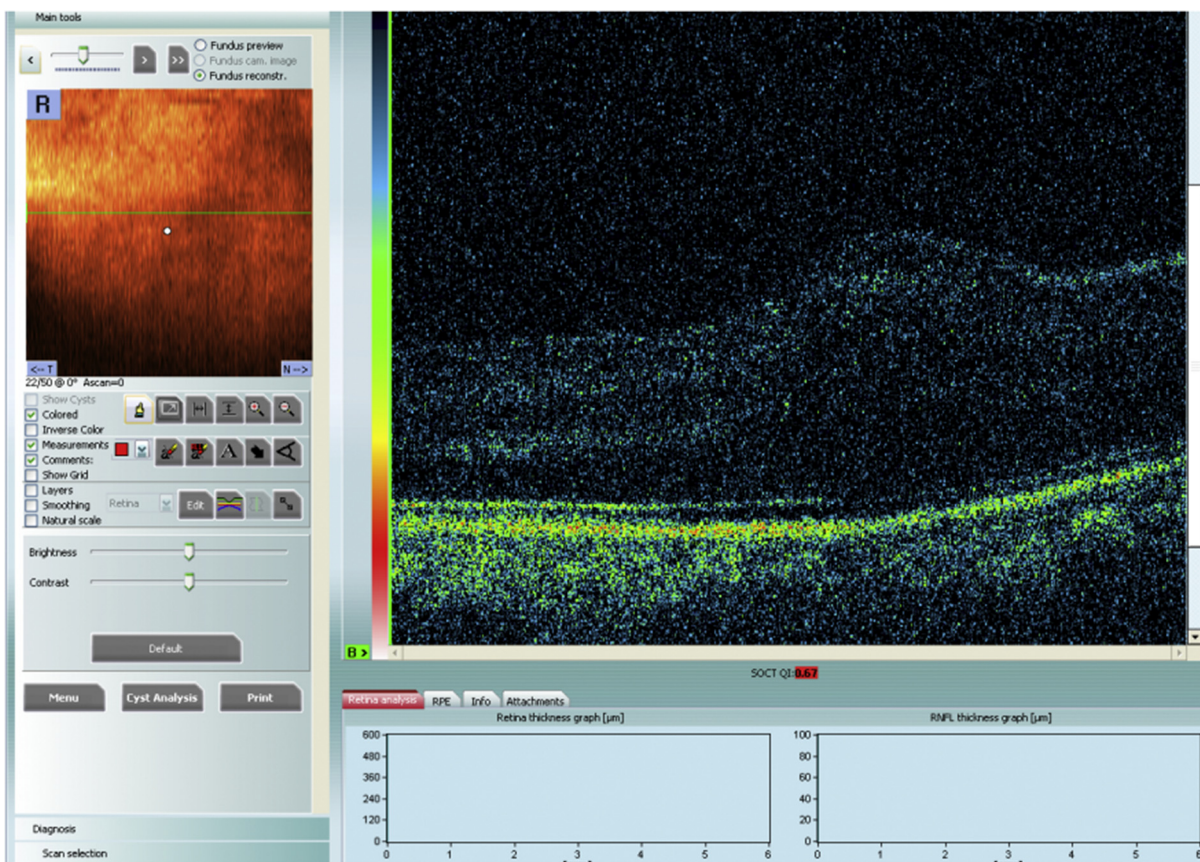 Main tools
<
>
>>
Fundus preview
Fundus cam. image
Fundus reconstr.
R
<-- T
N -->
22/50 @ 0° Ascan=0
Show Cysts
Colored
Inverse Color
Measurements
Comments:
A
Show Grid
Layers
Smoothing
Retina
Edit
Natural scale
Brightness
Contrast
Default
Menu
Cyst Analysis
Print
Diagnosis
Scan selection
B >
SOCT QI:0.67
Retina analysis
RPE
Info
Attachments
Retina thickness graph [µm]
600
480
360
240
120
0
0 1 2 3 4 5 6
RNFL thickness graph [µm]
100
80
60
40
20
0
0 1 2 3 4 5 6